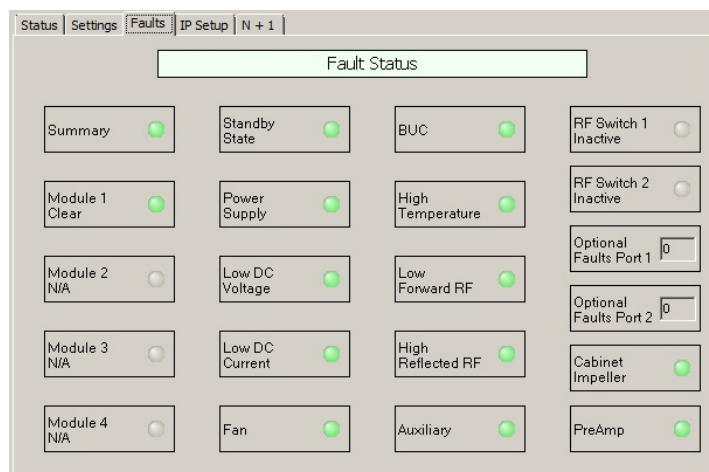 Status Settings Faults IP Setup N + 1
Fault Status
Summary
Module 1
Clear
Module 2
N/A
Module 3
N/A
Module 4
N/A
Standby
State
Power
Supply
Low DC
Voltage
Low DC
Current
Fan
BUC
High
Temperature
Low
Forward RF
High
Reflected RF
Auxiliary
RF Switch 1
Inactive
RF Switch 2
Inactive
Optional
Faults Port 1 0
Optional
Faults Port 2 0
Cabinet
Impeller
PreAmp